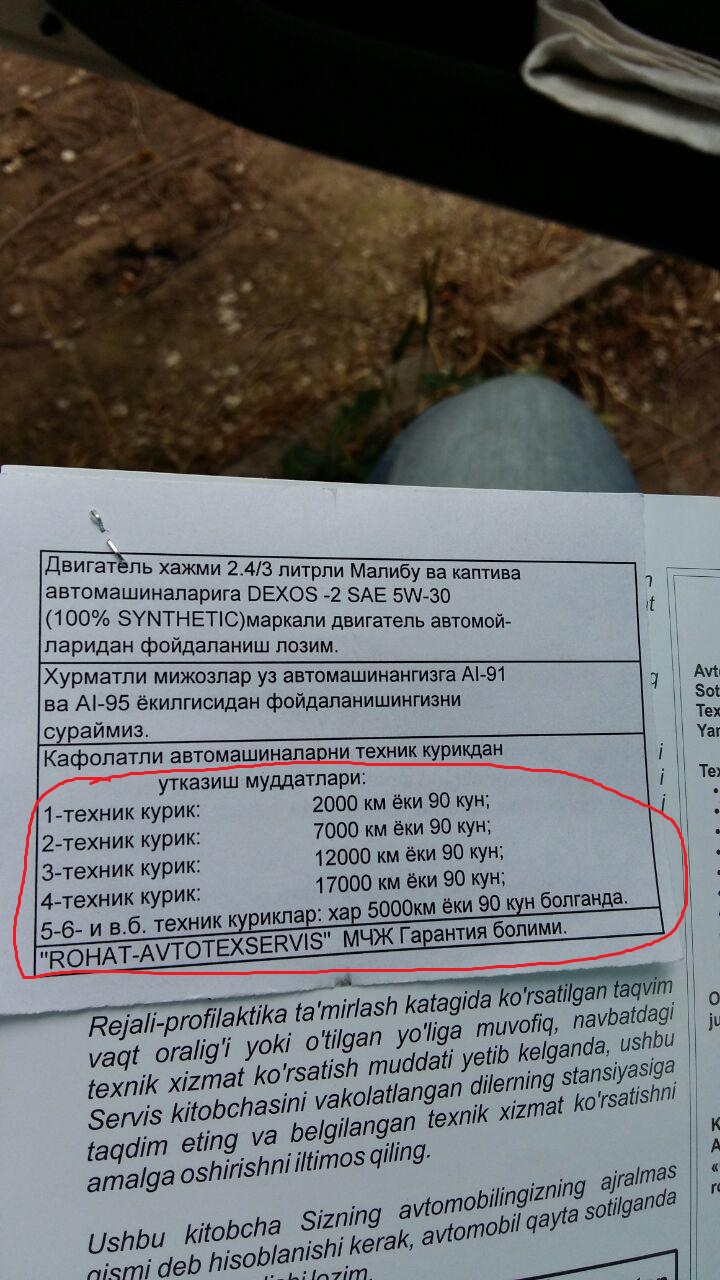 Двигатель хажми 2.4/3 литрли Малибу ва каптива
автомашиналарига DEXOS -2 SAE 5W-30
(100% SYNTHETIC)маркали двигатель автомой-
ларидан фойдаланиш лозим.
Хурматли мижозлар уз автомашинангизга AI-91
ва AI-95 ёкилгисидан фойдаланишингизни
сураймиз.
Кафолатли автомашиналарни техник курикдан
утказиш муддатлари:
1-техник курик: 2000 км ёки 90 кун;
2-техник курик: 7000 км ёки 90 кун;
3-техник курик: 12000 км ёки 90 кун;
4-техник курик: 17000 км ёки 90 кун;
5-6- и в.б. техник куриклар: хар 5000км ёки 90 кун болганда.
"ROHAT-AVTOTEXSERVIS" МЧЖ Гарантия болими.
Rejali-profilaktika ta'mirlash katagida ko'rsatilgan taqvim
vaqt oralig'i yoki o'tilgan yo'liga muvofiq, navbatdagi
texnik xizmat ko'rsatish muddati yetib kelganda, ushbu
Servis kitobchasini vakolatlangan dilerning stansiyasiga
taqdim eting va belgilangan texnik xizmat ko'rsatishni
amalga oshirishni iltimos qiling.
Ushbu kitobcha Sizning avtomobilingizning ajralmas
qismi deb hisoblanishi kerak, avtomobil qayta sotilganda
lozim.